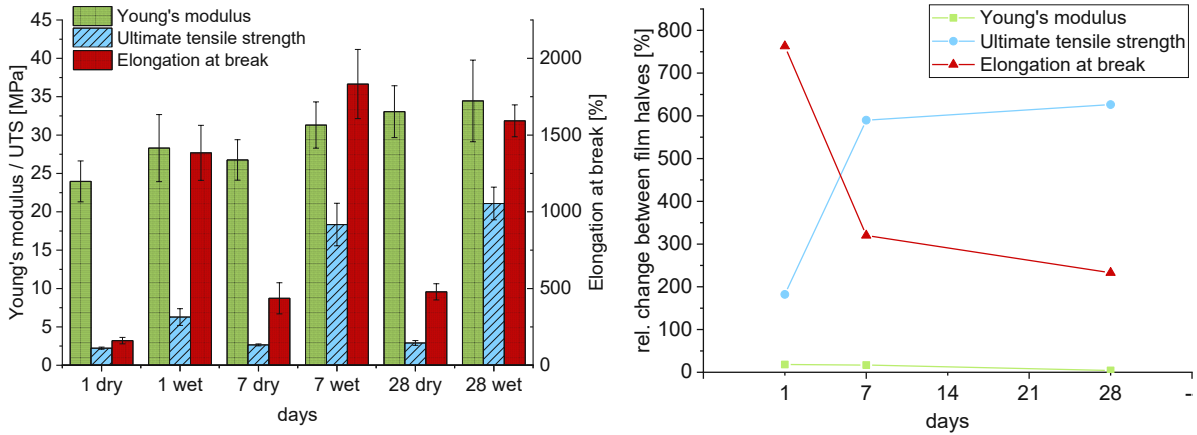 Young's modulus
Ultimate tensile strength
Elongation at break
Young's modulus / UTS [MPa]
45
40
35
30
25
20
15
10
5
0
1 dry
1 wet
7 dry
7 wet
28 dry
28 wet
days
2000
1500
1000
500
0
Elongation at break [%]
Young's modulus
Ultimate tensile strength
Elongation at break
rel. change between film halves [%]
800
700
600
500
400
300
200
100
0
1
7
14
21
28
--
days